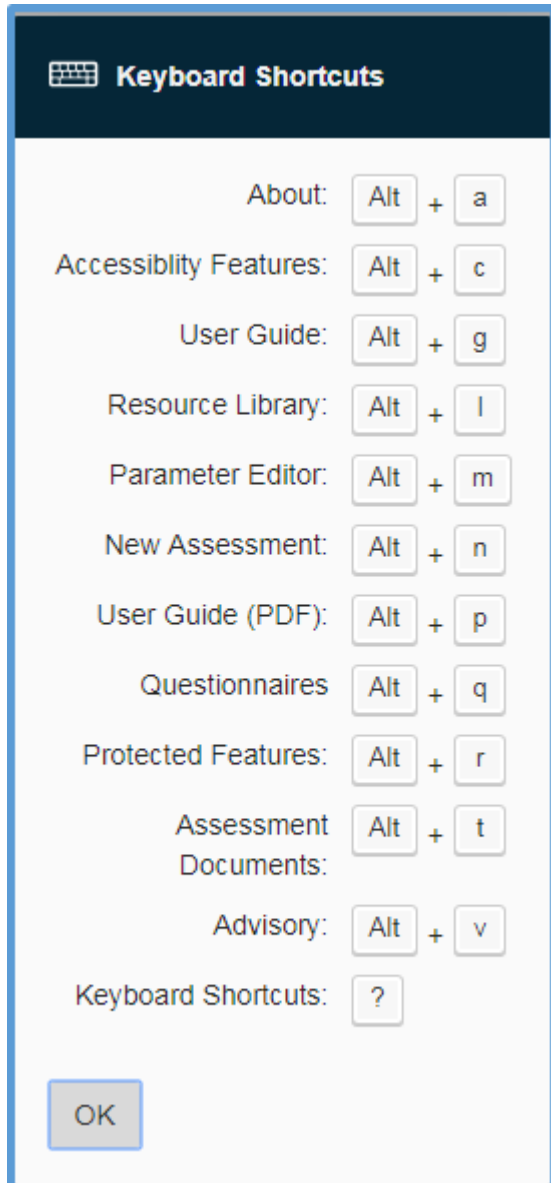 Keyboard Shortcuts
About: Alt + a
Accessiblity Features: Alt + c
User Guide: Alt + g
Resource Library: Alt + l
Parameter Editor: Alt + m
New Assessment: Alt + n
User Guide (PDF): Alt + p
Questionnaires Alt + q
Protected Features: Alt + r
Assessment Alt + t
Documents:
Advisory: Alt + v
Keyboard Shortcuts: ?
OK